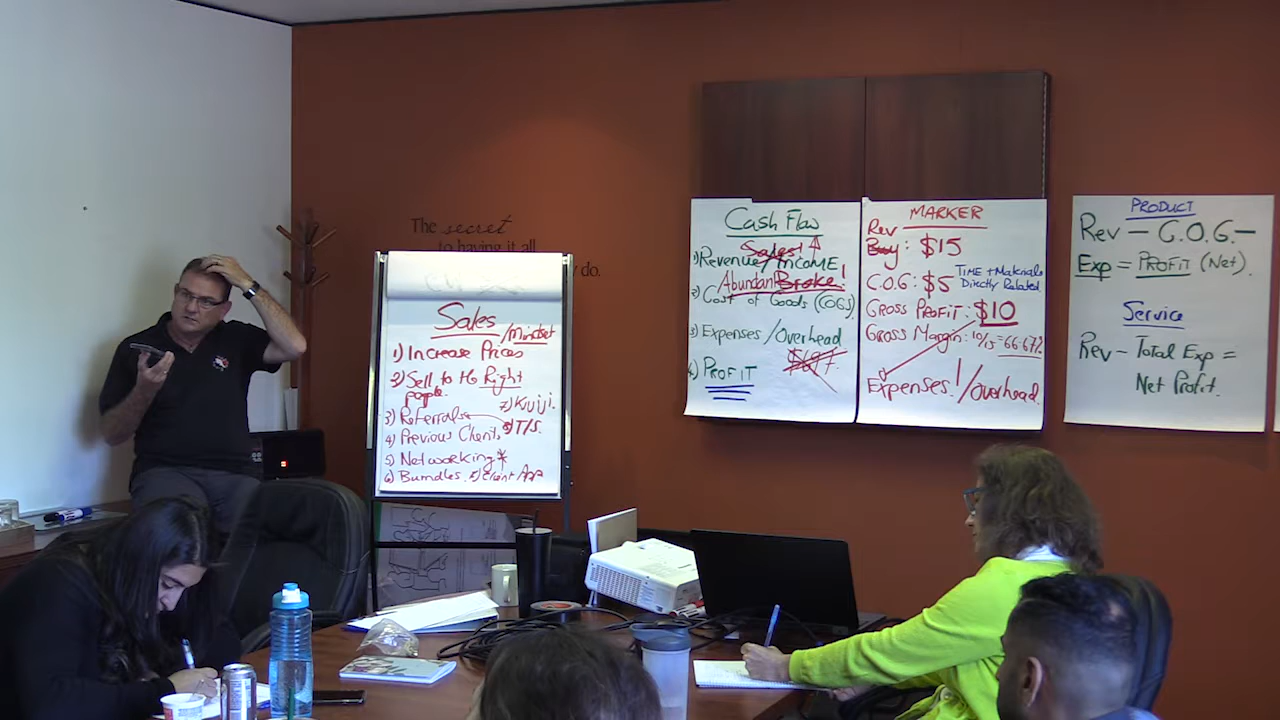 The secret
to having it all
do.
Sales
/Mindset
1) Increase Prices
2) Sell to the Right
people.
7) Kijiji.
3) Referrals
8) T/S.
4) Previous Clients
5) Networking *
6) Bundles.
Client App
Cash Flow
Sales!
1) Revenue/Income
Abundant Broke!
2) Cost of Goods (COGS)
3) Expenses/Overhead
4) PROFIT
MARKER
Rev
Buy: $15
C.O.G: $5 TIME + Materials
Directly Related
GROSS PROFIT: $10
GROSS Margin: 10/15 = 66.67%
Expenses!/Overhead.
PRODUCT
Rev — C.O.G. —
Exp = PROFIT (Net).
Service
Rev - Total Exp =
Net Profit.